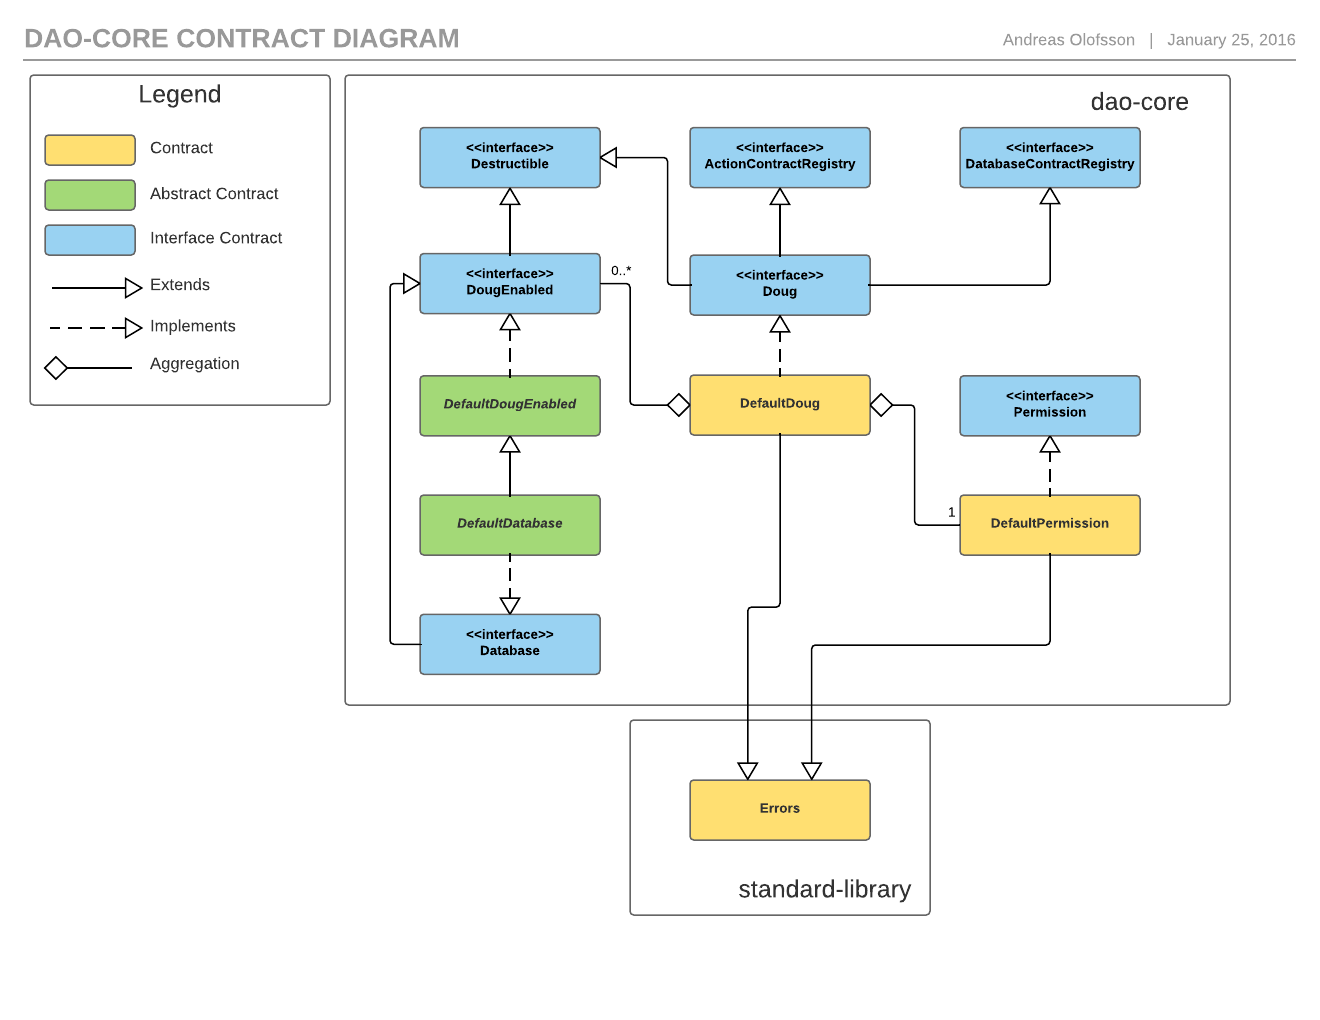 DAO-CORE CONTRACT DIAGRAM
Andreas Olofsson | January 25, 2016
Legend
Contract
Abstract Contract
Interface Contract
Extends
Implements
Aggregation
dao-core
<<interface>>
Destructible
<<interface>>
ActionContractRegistry
<<interface>>
DatabaseContractRegistry
<<interface>>
DougEnabled
0..*
<<interface>>
Doug
DefaultDougEnabled
DefaultDoug
<<interface>>
Permission
DefaultDatabase
1
DefaultPermission
<<interface>>
Database
Errors
standard-library